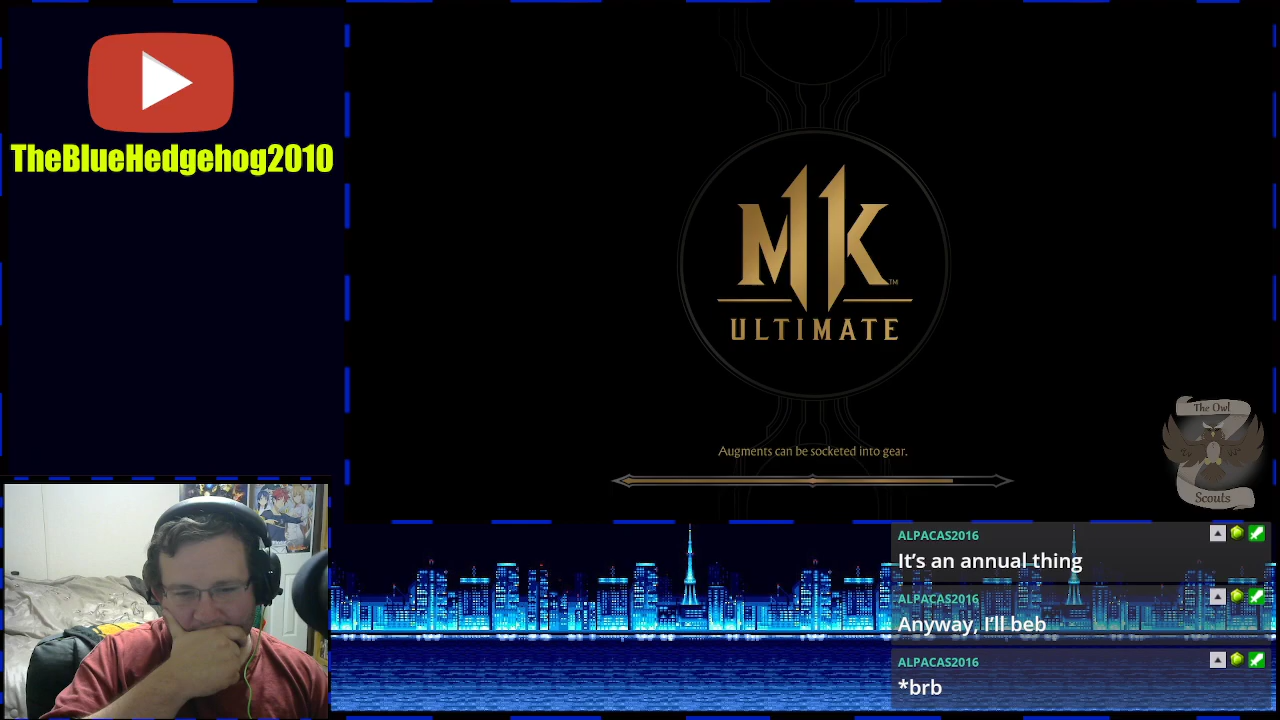 TheBlueHedgehog2010
MK
™
ULTIMATE
Augments can be socketed into gear.
The Owl
Scouts
ALPACAS2016
It's an annual thing
ALPACAS2016
Anyway, I'll beb
ALPACAS2016
*brb